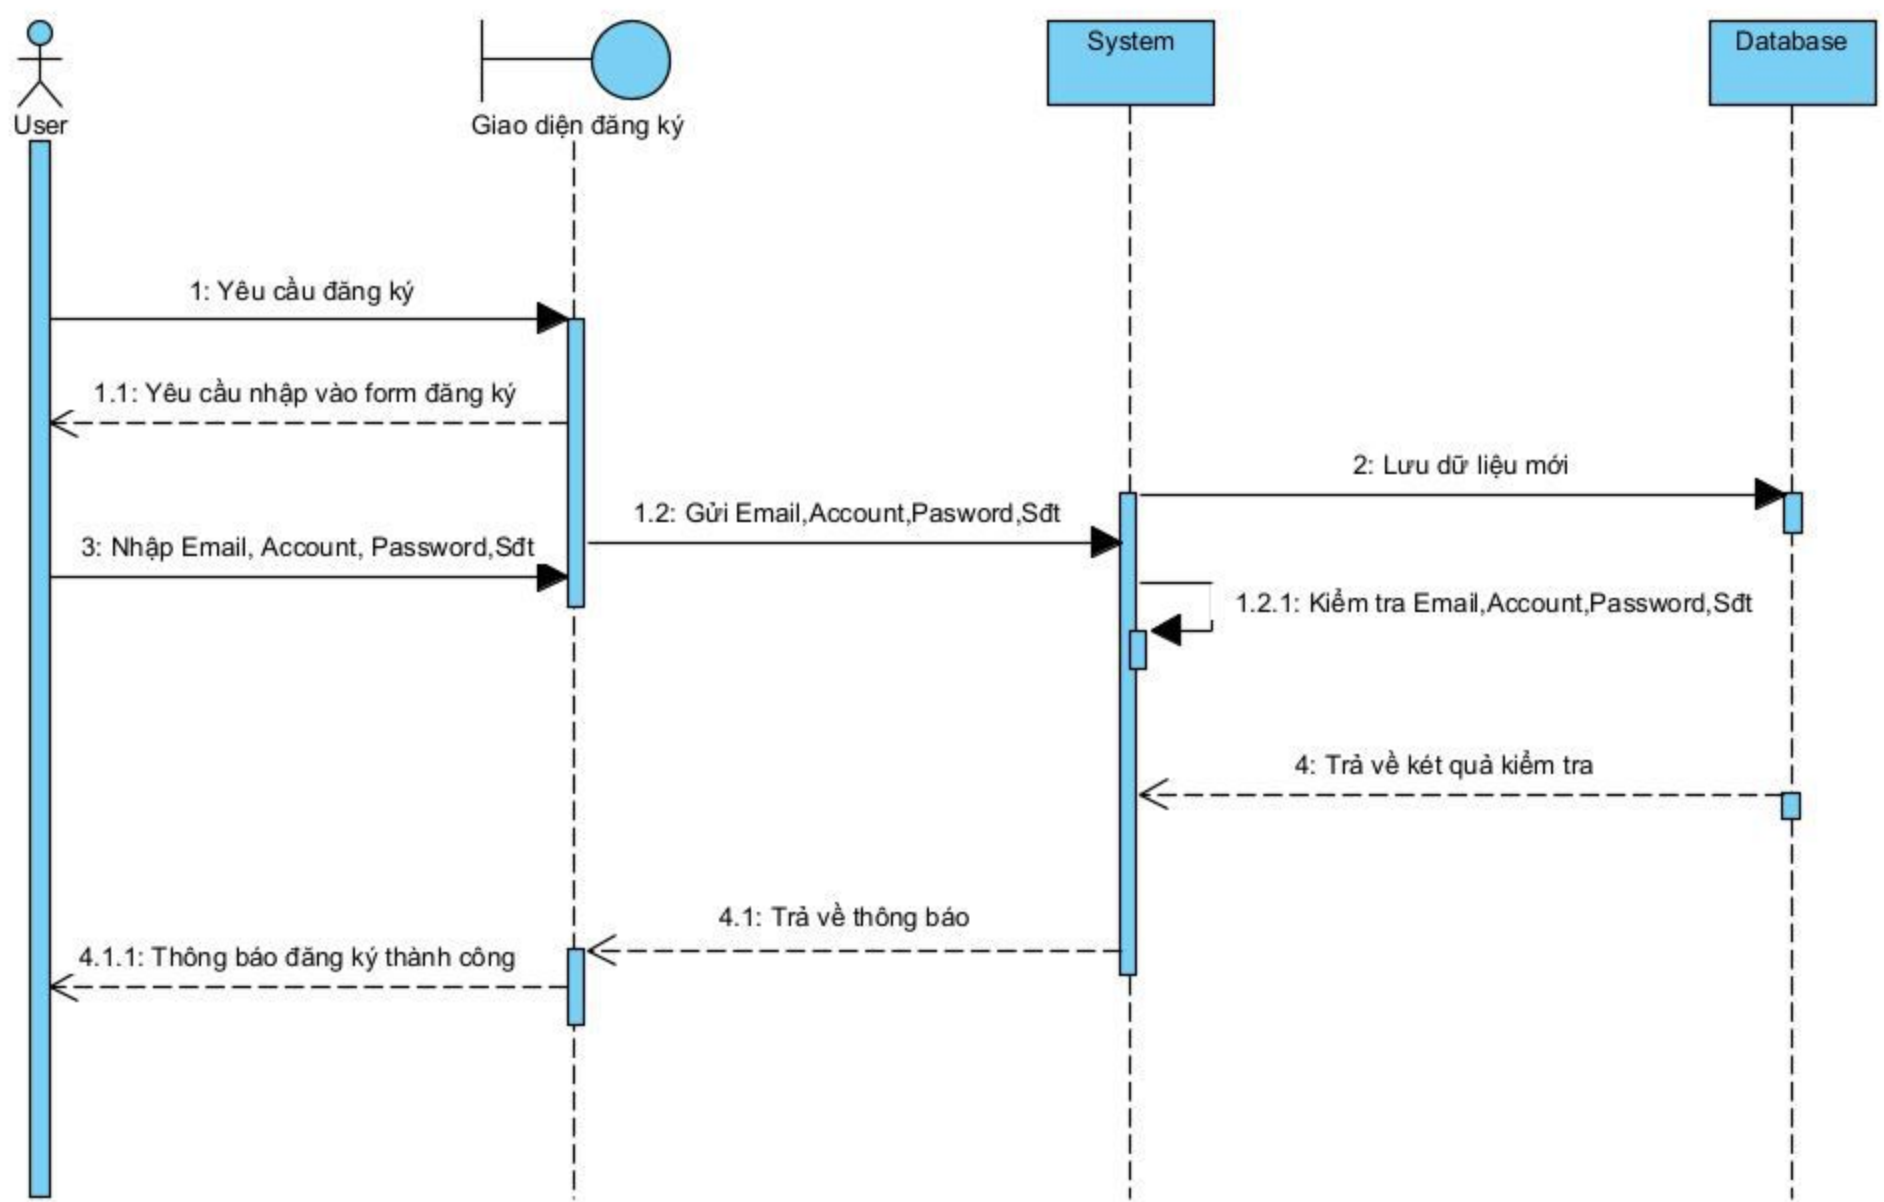 User
Giao diện đăng ký
System
Database
1: Yêu cầu đăng ký
1.1: Yêu cầu nhập vào form đăng ký
2: Lưu dữ liệu mới
1.2: Gửi Email,Account,Pasword,Sđt
3: Nhập Email, Account, Password,Sđt
1.2.1: Kiểm tra Email,Account,Password,Sđt
4: Trả về két quả kiểm tra
4.1: Trả về thông báo
4.1.1: Thông báo đăng ký thành công